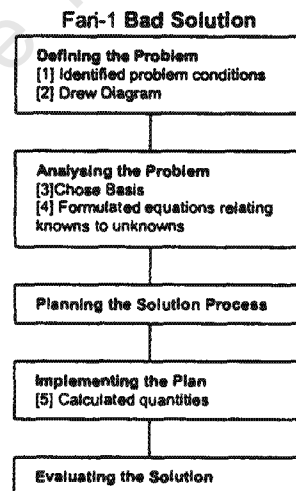 Fari-1 Bad Solution
Defining the Problem
[1] Identified problem conditions
[2] Drew Diagram
Analysing the Problem
[3]Chose Basis
[4] Formulated equations relating
knowns to unknowns
Planning the Solution Process
Implementing the Plan
[5] Calculated quantities
Evaluating the Solution